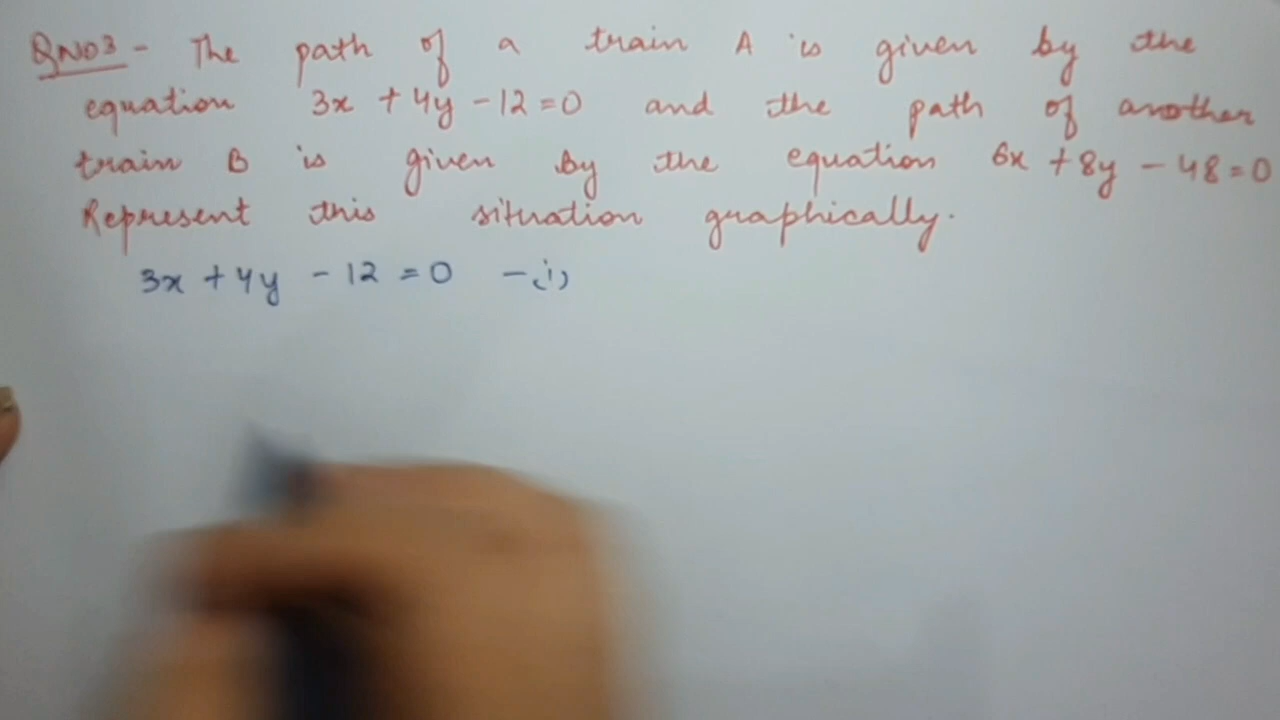 QNO3 - The path of a train A is given by the
equation 3x + 4y - 12 = 0 and the path of another
train B is given by the equation 6x + 8y - 48 = 0
Represent this situation graphically.
3x + 4y - 12 = 0 - (i)